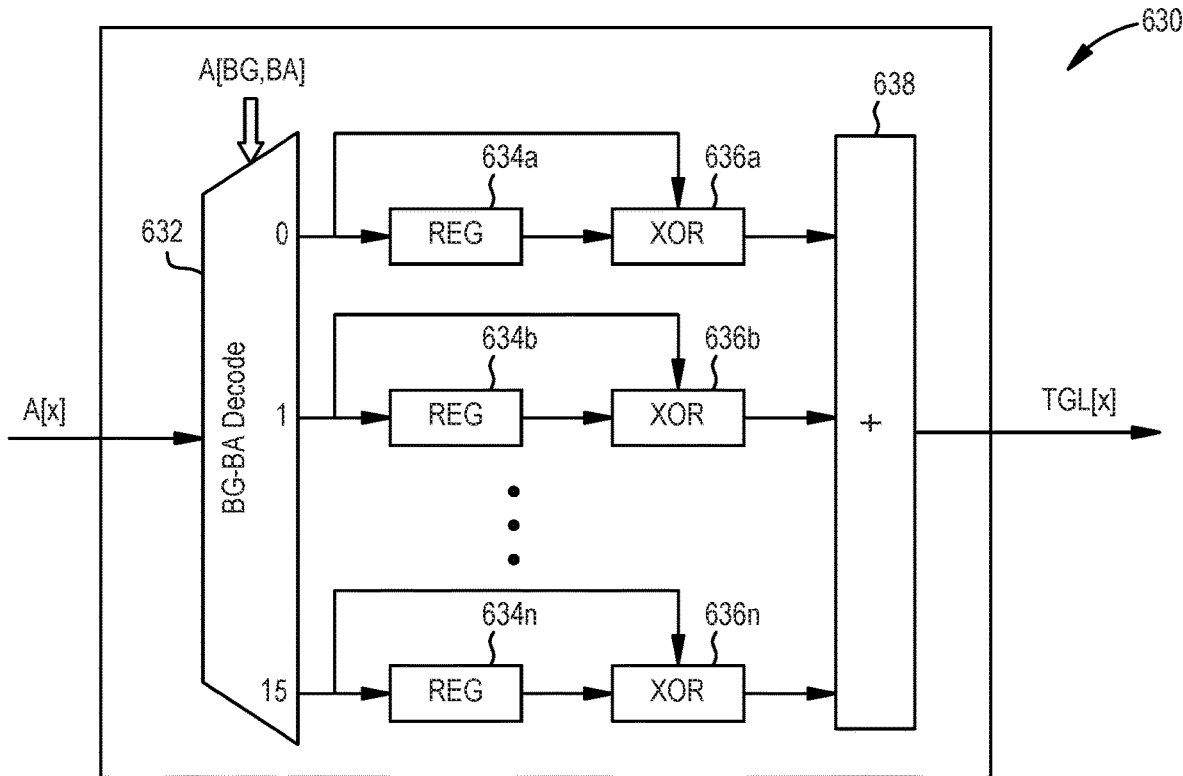 630
A[BG,BA]
638
634a
636a
632
0
REG
XOR
634b
636b
A[x]
BG-BA Decode
1
REG
XOR
+
TGL[x]
634n
636n
15
REG
XOR